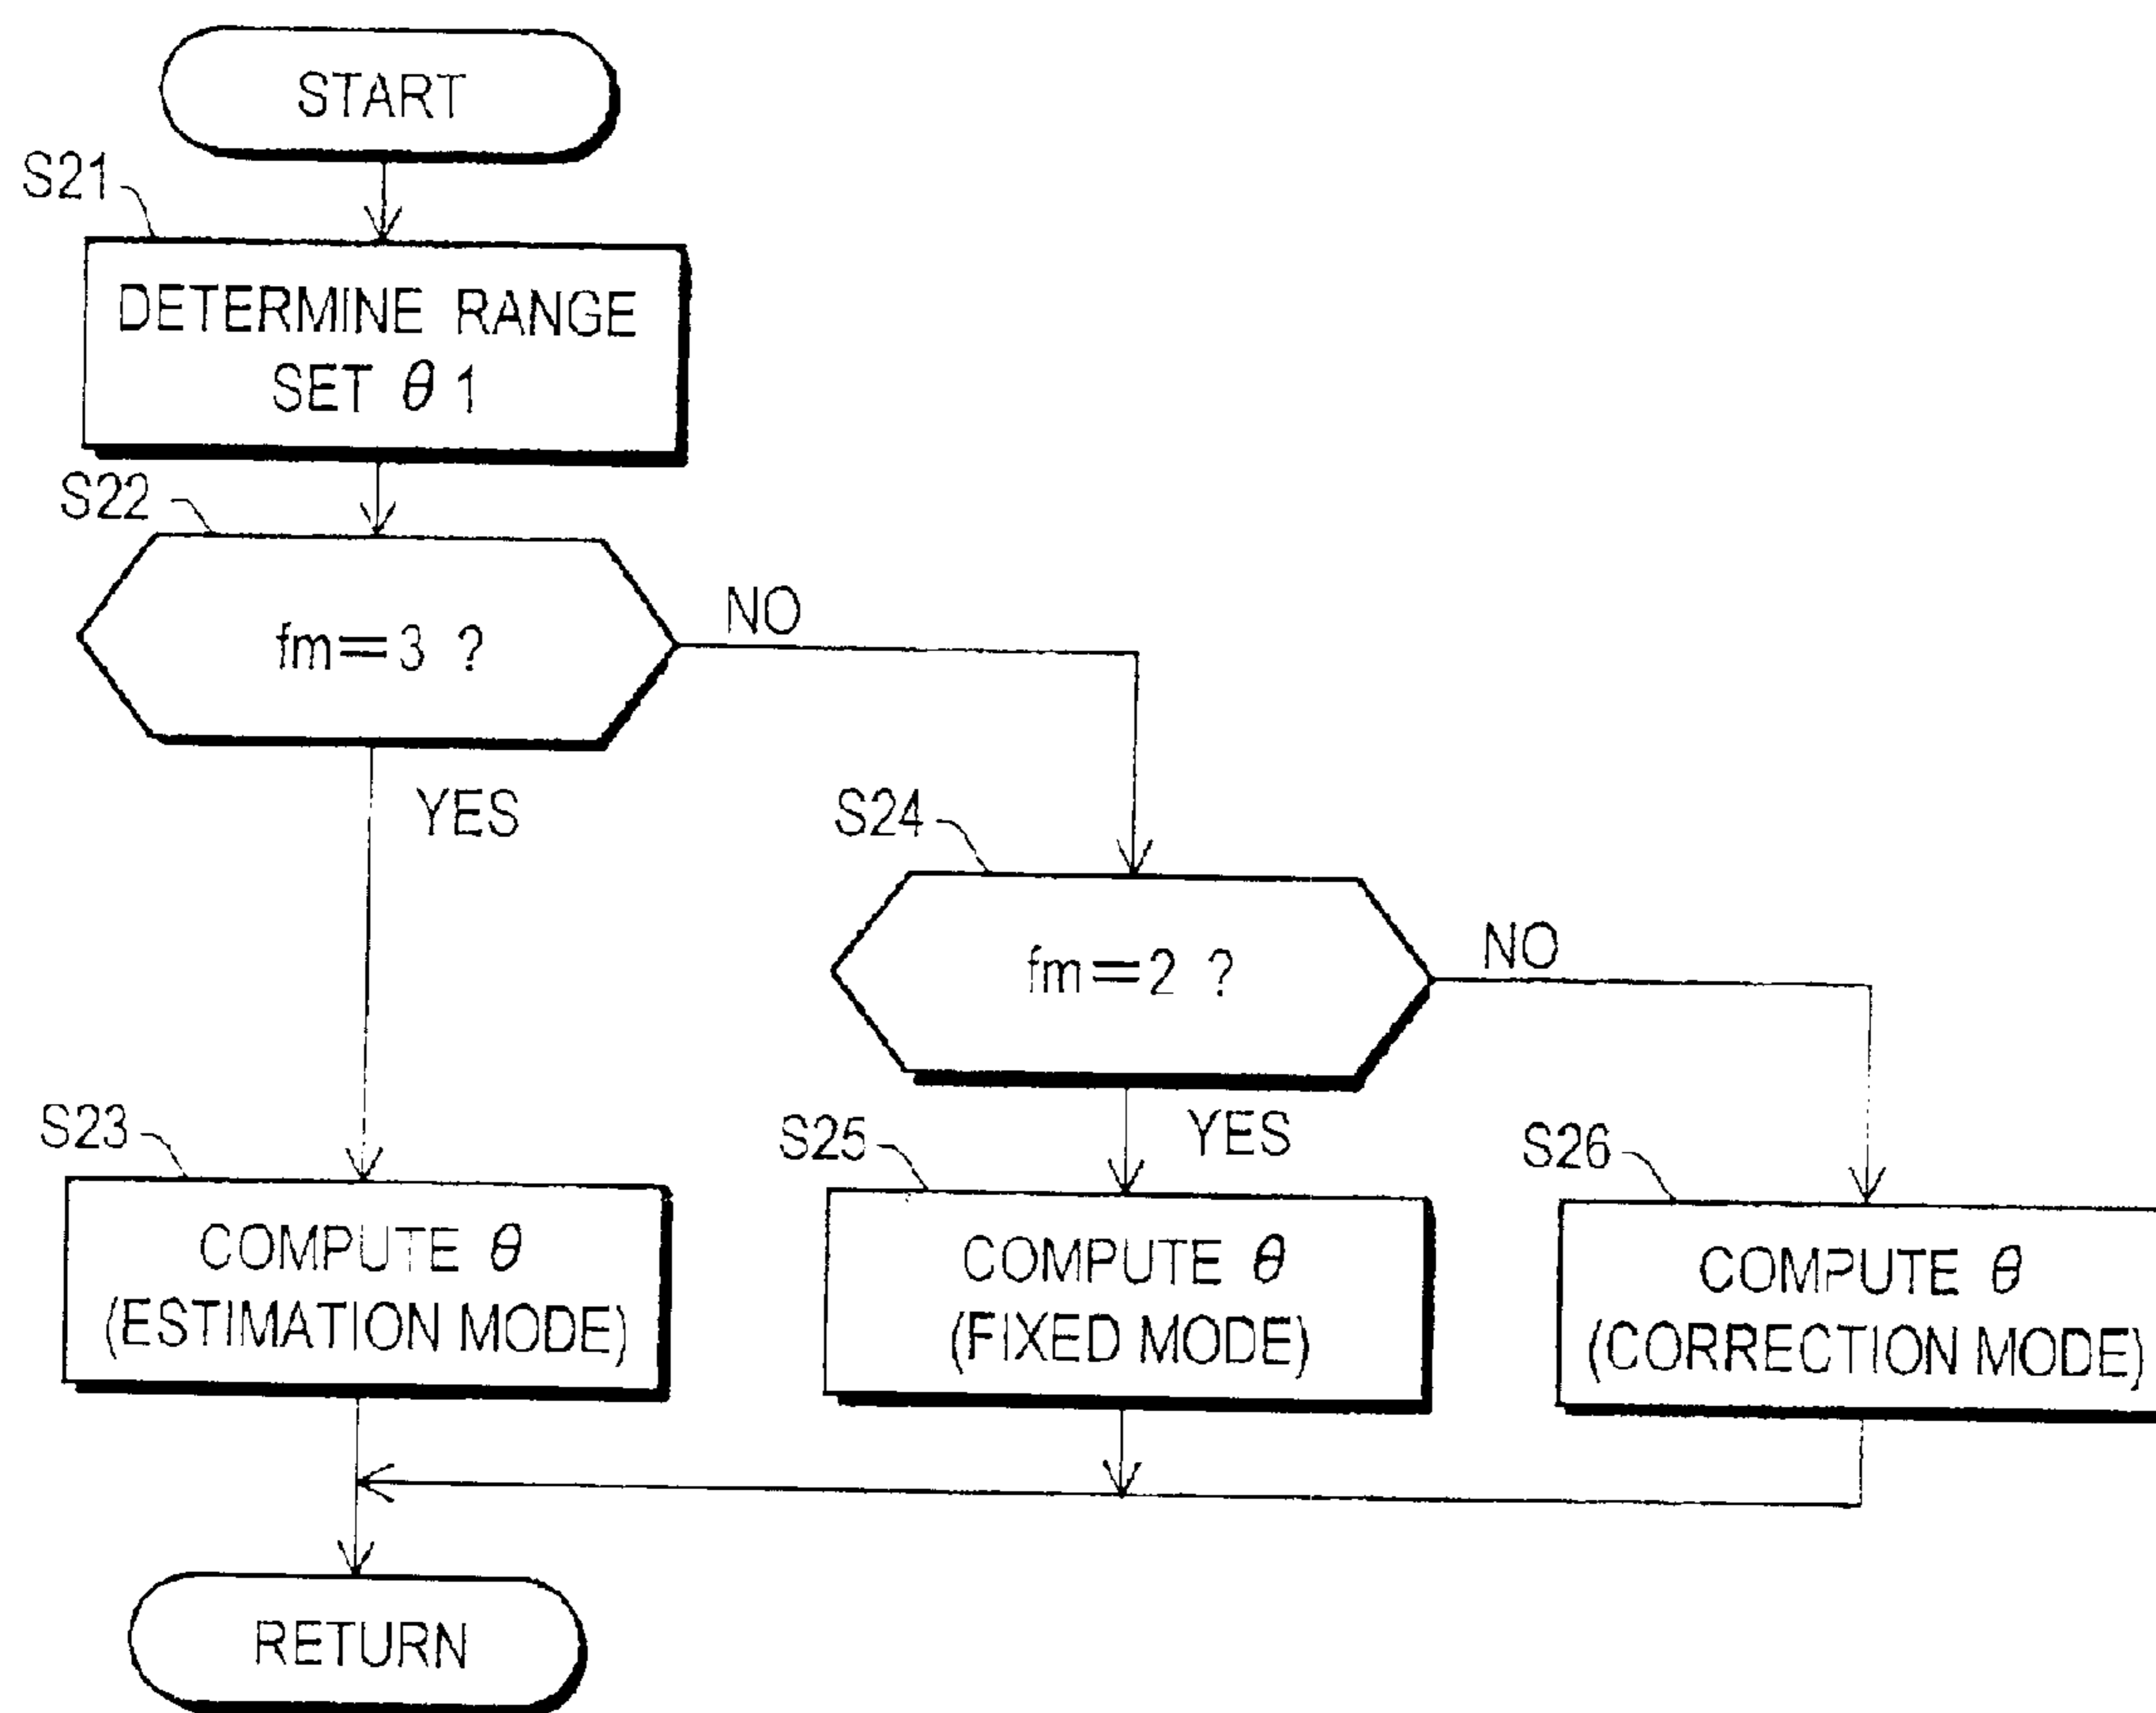 START
S21
DETERMINE RANGE
SET θ 1
S22
fm=3 ?
NO
YES
S24
fm=2 ?
NO
YES
S23
COMPUTE θ
(ESTIMATION MODE)
S25
COMPUTE θ
(FIXED MODE)
S26
COMPUTE θ
(CORRECTION MODE)
RETURN